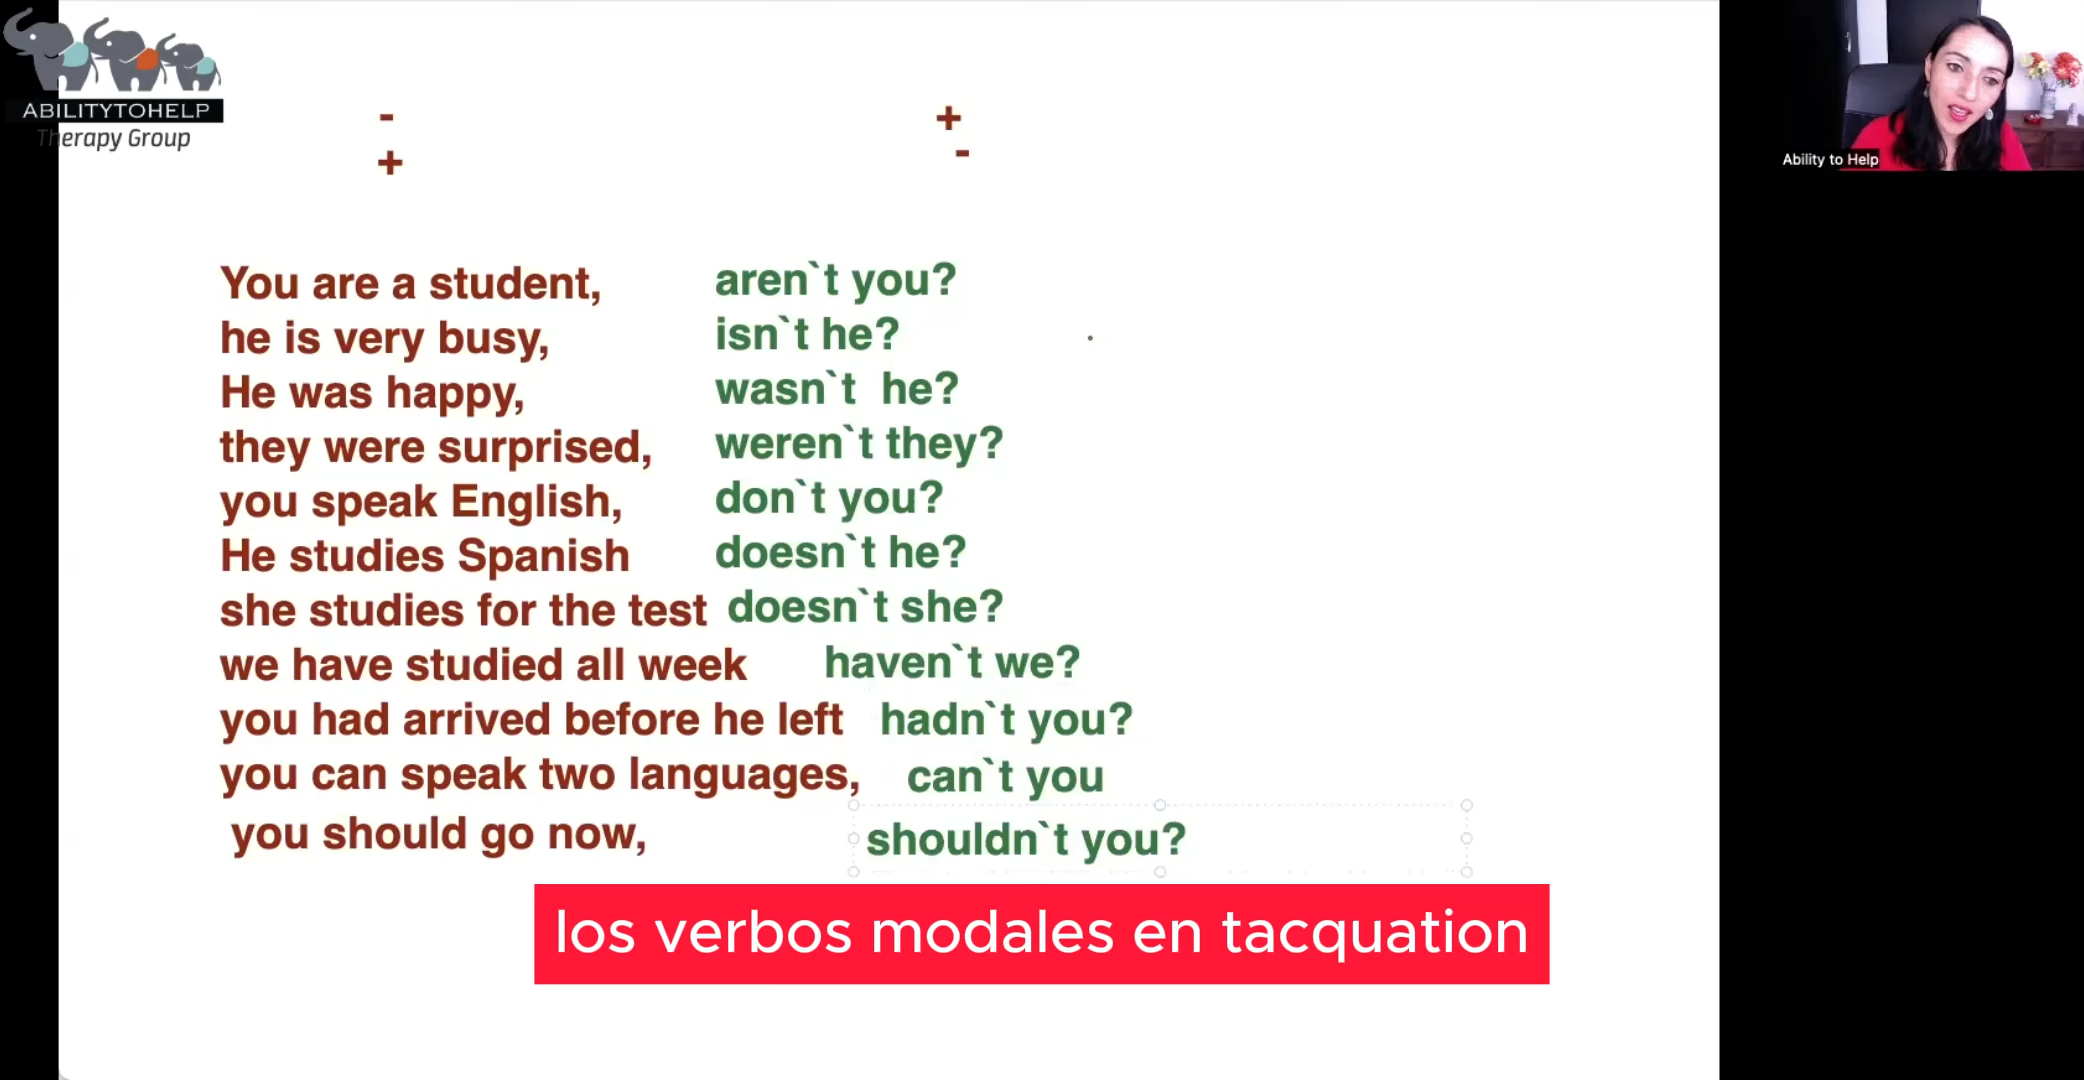 ABILITYTOHELP
Therapy Group
- +
+ -
Ability to Help
You are a student, aren`t you?
he is very busy, isn`t he?
He was happy, wasn`t he?
they were surprised, weren`t they?
you speak English, don`t you?
He studies Spanish doesn`t he?
she studies for the test doesn`t she?
we have studied all week haven`t we?
you had arrived before he left hadn`t you?
you can speak two languages, can`t you
you should go now, shouldn`t you?
los verbos modales en tacquation